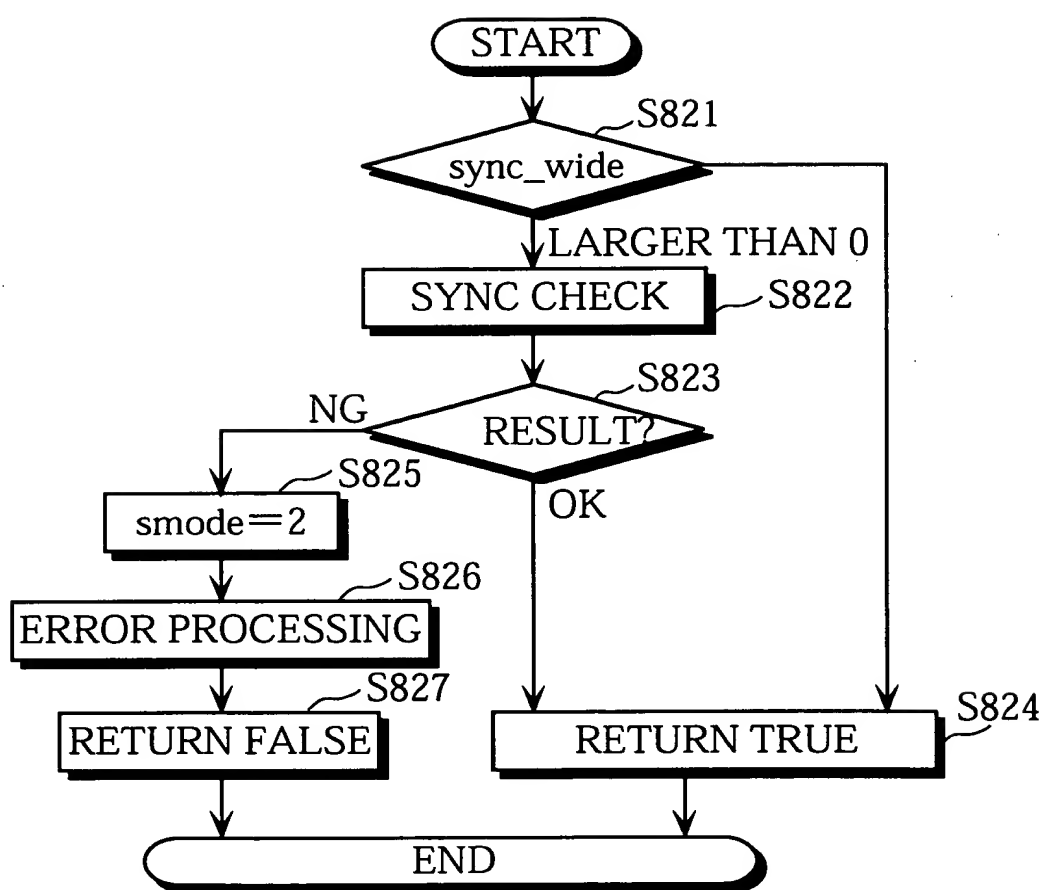 START
S821
sync_wide
LARGER THAN 0
SYNC CHECK
S822
S823
NG
RESULT?
S825
OK
smode=2
S826
ERROR PROCESSING
S827
RETURN FALSE
S824
RETURN TRUE
END